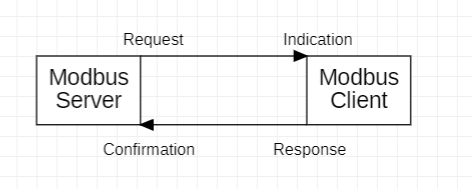 Request
Indication
Modbus
Server
Modbus
Client
Confirmation
Response